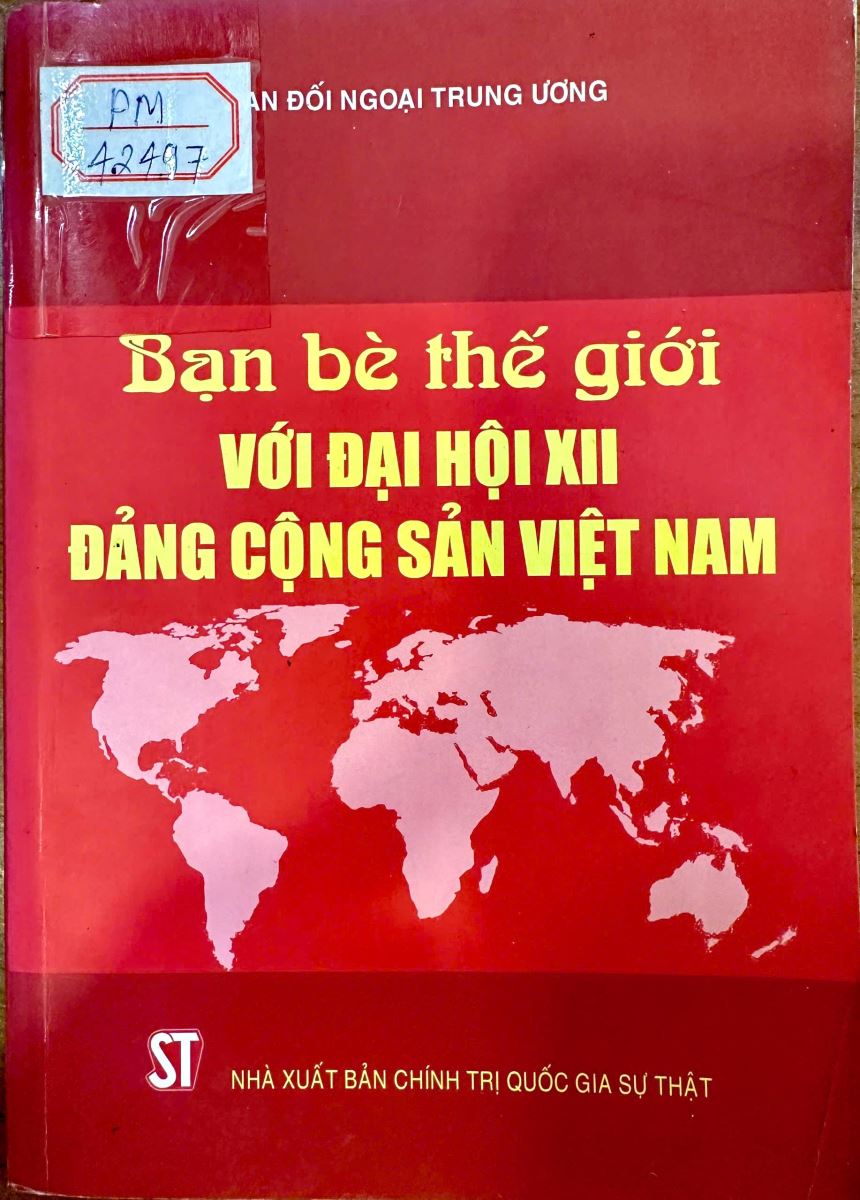 PM
42497
AN ĐỐI NGOẠI TRUNG ƯƠNG
Bạn bè thế giới
VỚI ĐẠI HỘI XII
ĐẢNG CỘNG SẢN VIỆT NAM
ST
NHÀ XUẤT BẢN CHÍNH TRỊ QUỐC GIA SỰ THẬT